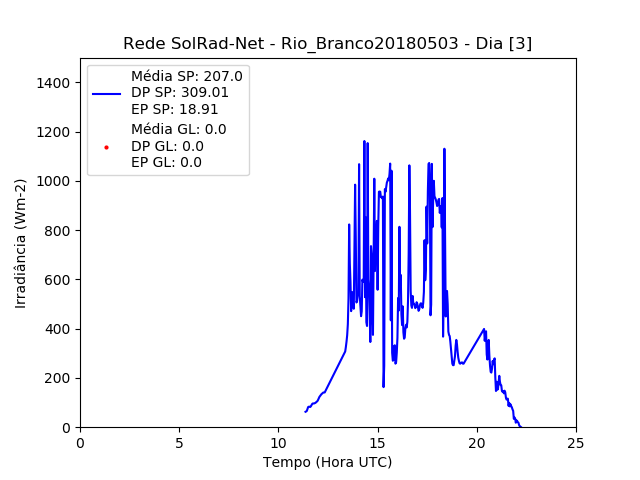 Rede SolRad-Net - Rio_Branco20180503 - Dia [3]
Média SP: 207.0
DP SP: 309.01
EP SP: 18.91
Média GL: 0.0
DP GL: 0.0
EP GL: 0.0
Irradiância (Wm-2)
1400
1200
1000
800
600
400
200
0
0 5 10 15 20 25
Tempo (Hora UTC)